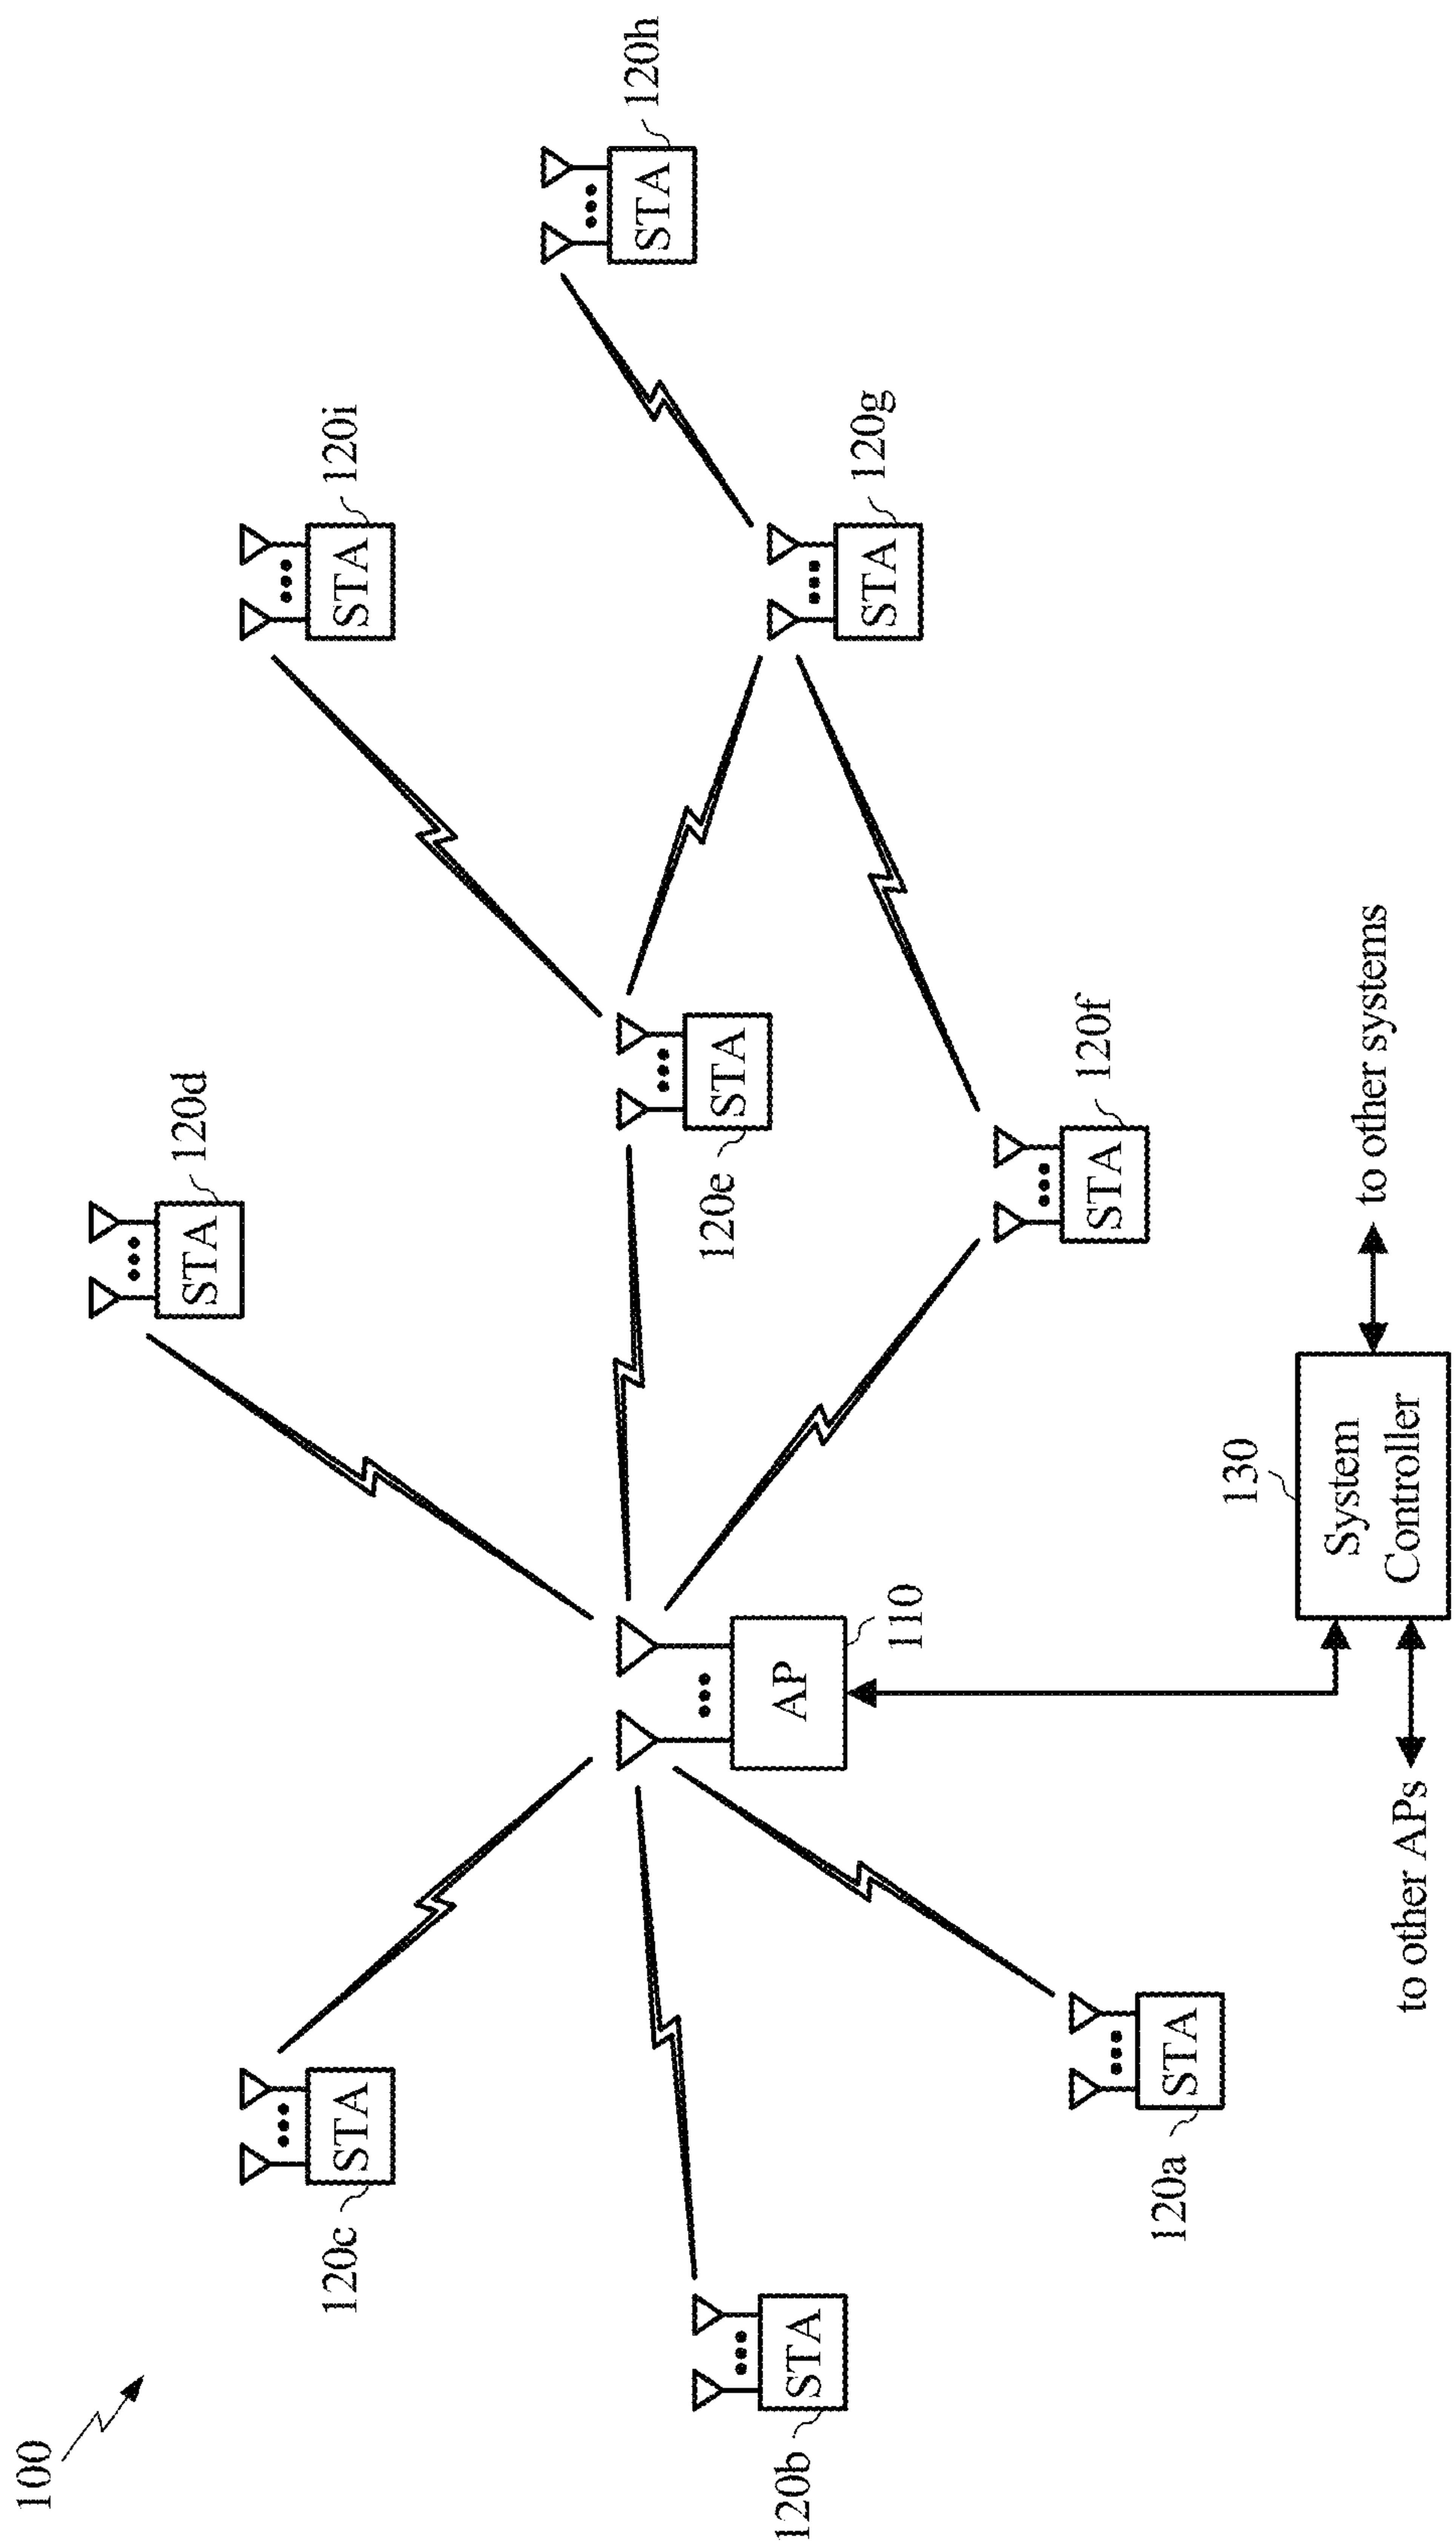 100
120d
STA
120i
STA
120c
STA
120h
STA
STA
120e
STA
120g
STA
120b
AP
110
STA
120f
STA
120a
130
System
Controller
to other systems
to other APs